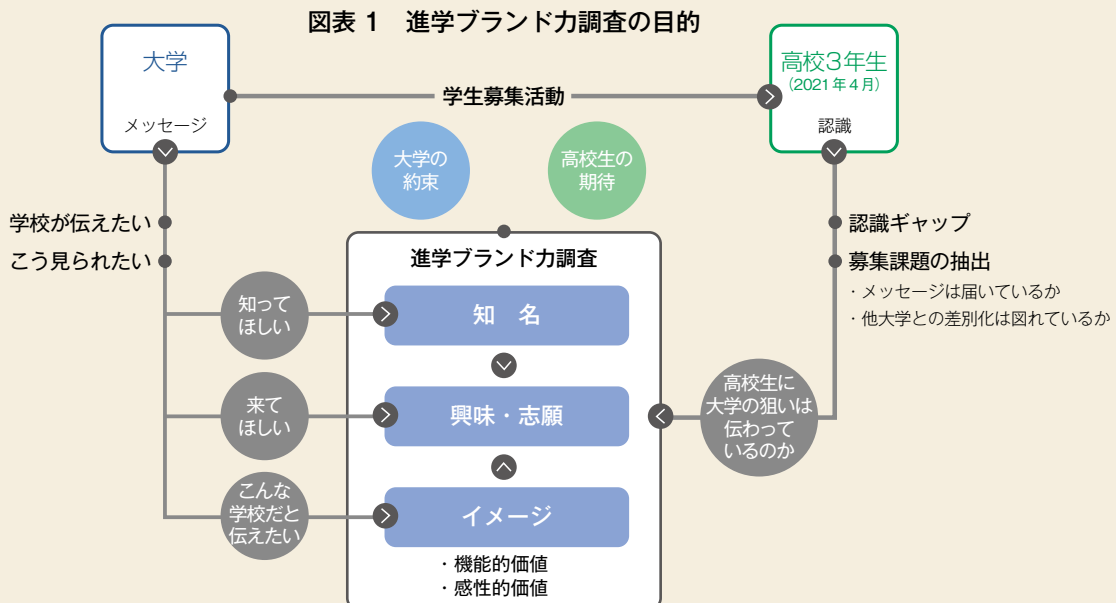 図表 1　進学ブランド力調査の目的
大学
メッセージ
学生募集活動
高校3年生
(2021年4月)
認識
大学の
約束
高校生の
期待
学校が伝えたい
こう見られたい
認識ギャップ
募集課題の抽出
・メッセージは届いているか
・他大学との差別化は図れているか
進学ブランド力調査
知って
ほしい
知　名
来て
ほしい
興味・志願
高校生に
大学の狙いは
伝わって
いるのか
こんな
学校だと
伝えたい
イメージ
・機能的価値
・感性的価値